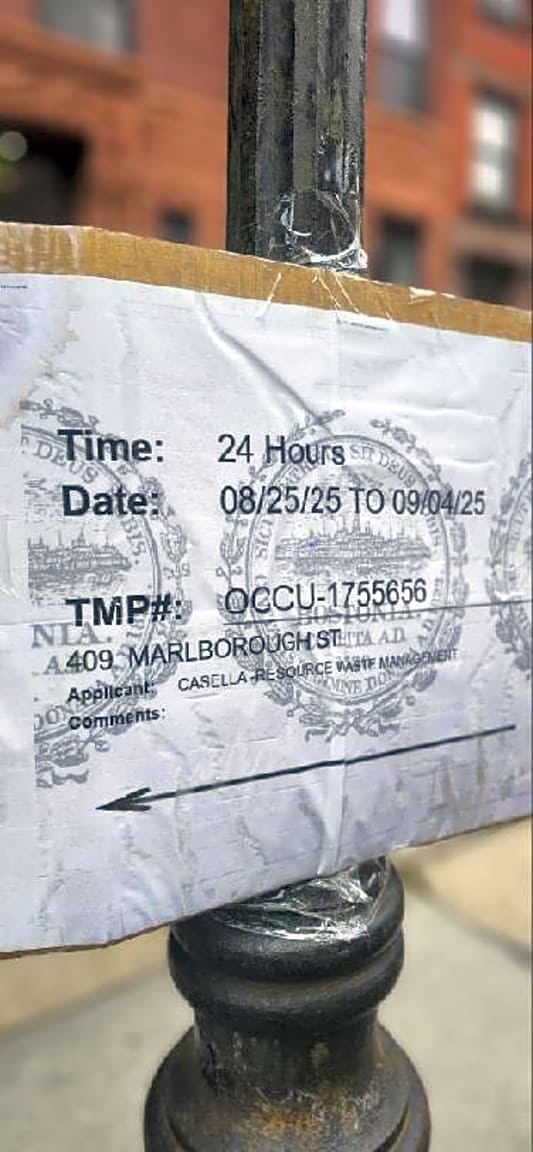 Time: 24 Hours
Date: 08/25/25 TO 09/04/25
TMP#: OCCU-1755656
409 MARLBOROUGH ST
Applicant: CASELLA-RESOURCE WASTE MANAGEMENT
Comments: